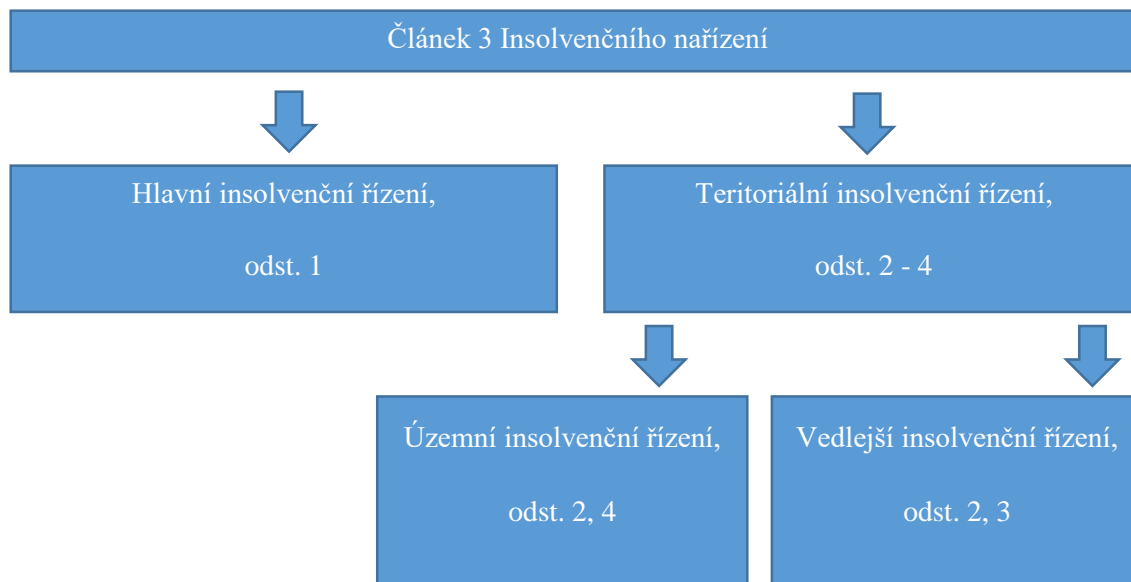 Článek 3 Insolvenčního nařízení
Hlavní insolvenční řízení,
odst. 1
Teritoriální insolvenční řízení,
odst. 2 - 4
Územní insolvenční řízení,
odst. 2, 4
Vedlejší insolvenční řízení,
odst. 2, 3